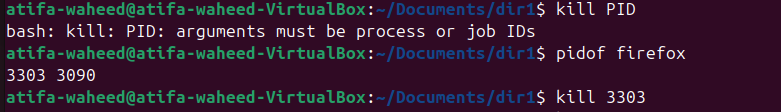 atifa-waheed@atifa-waheed-VirtualBox:~/Documents/dir1$ kill PID
bash: kill: PID: arguments must be process or job IDs
atifa-waheed@atifa-waheed-VirtualBox:~/Documents/dir1$ pidof firefox
3303 3090
atifa-waheed@atifa-waheed-VirtualBox:~/Documents/dir1$ kill 3303